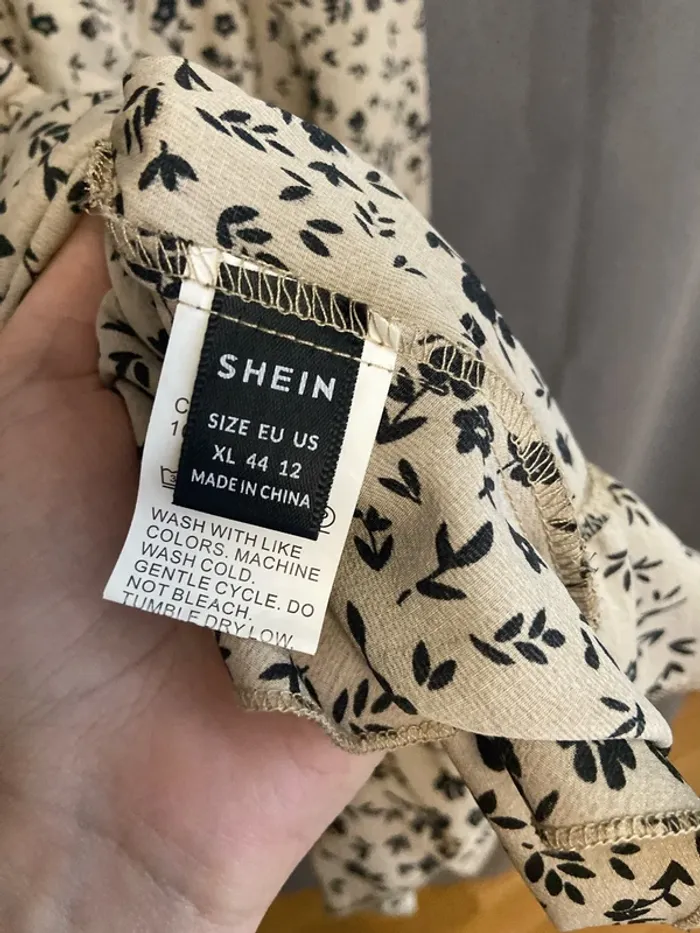 SHEIN
SIZE EU US
XL 44 12
MADE IN CHINA
WASH WITH LIKE
COLORS. MACHINE
WASH COLD.
GENTLE CYCLE. DO
NOT BLEACH.
TUMBLE DRY LOW.